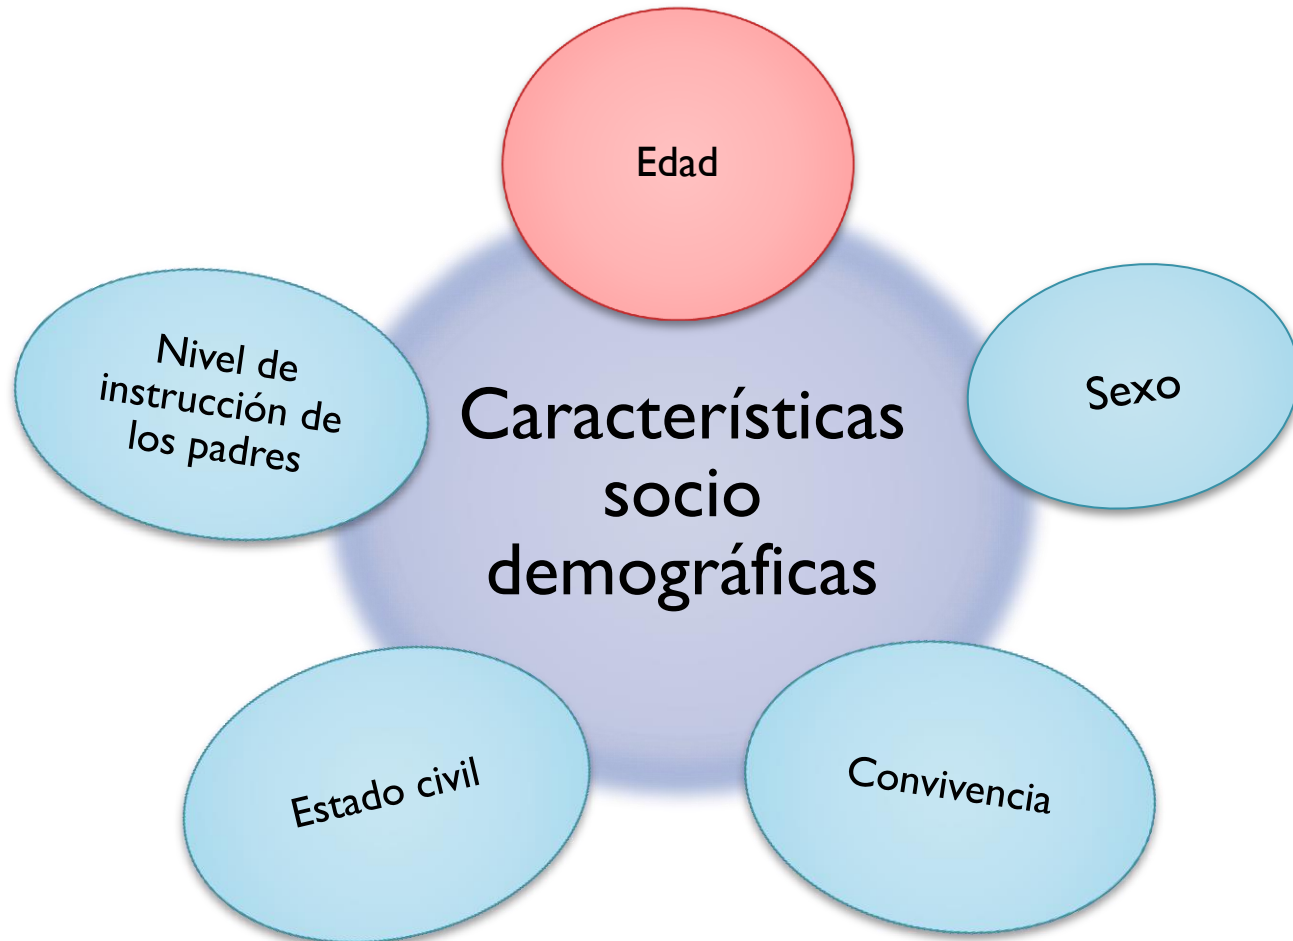 Edad
Nivel de
instrucción de
los padres
Sexo
Características
socio
demográficas
Estado civil
Convivencia